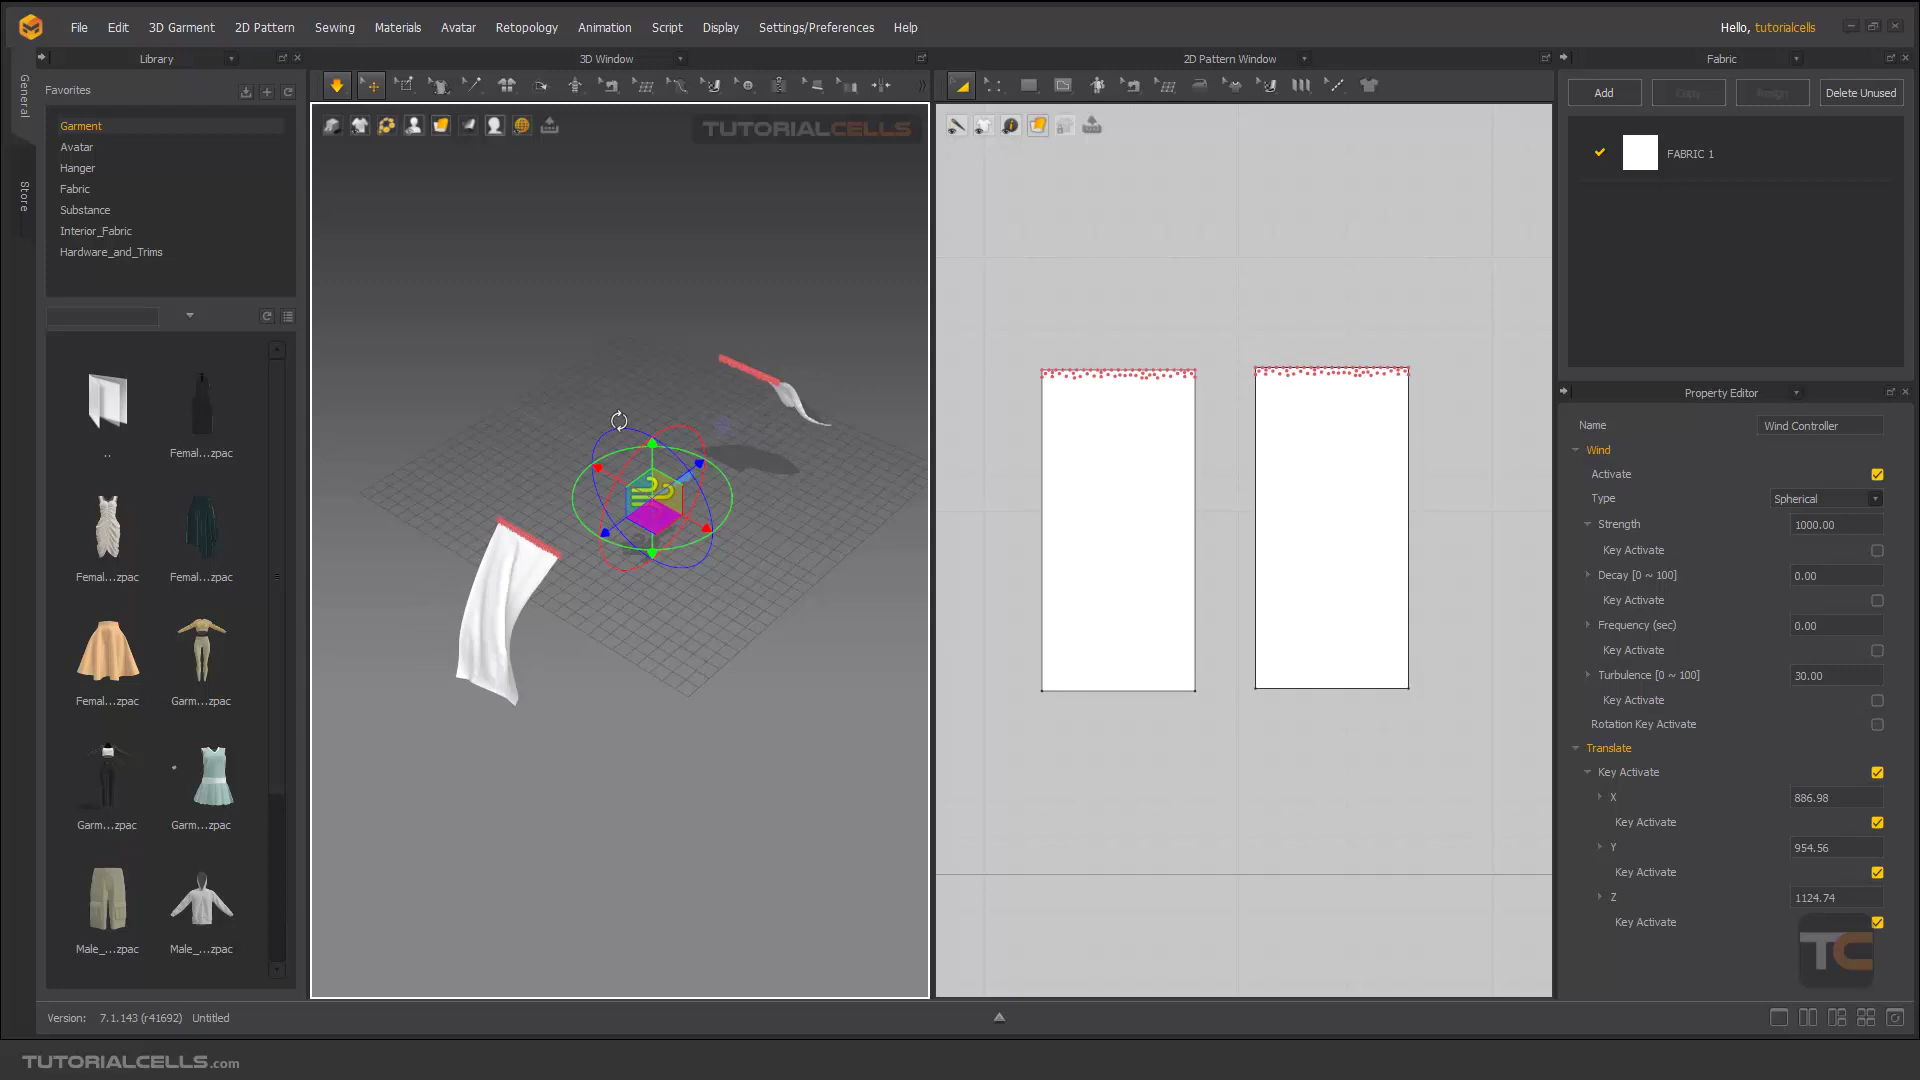 File Edit 3D Garment 2D Pattern Sewing Materials Avatar Retopology Animation Script Display Settings/Preferences Help
Hello, tutorialcells
Library
3D Window
2D Pattern Window
Fabric
General
Store
Favorites
Garment
Avatar
Hanger
Fabric
Substance
Interior_Fabric
Hardware_and_Trims
..
Femal...zpac
Femal...zpac
Femal...zpac
Femal...zpac
Garm...zpac
Garm...zpac
Garm...zpac
Male_...zpac
Male_...zpac
TUTORIALCELLS
Add Copy Assign Delete Unused
FABRIC 1
Property Editor
Name Wind Controller
Wind
Activate
Type Spherical
Strength 1000.00
Key Activate
Decay [0 ~ 100] 0.00
Key Activate
Frequency (sec) 0.00
Key Activate
Turbulence [0 ~ 100] 30.00
Key Activate
Rotation Key Activate
Translate
Key Activate
X 886.98
Key Activate
Y 954.56
Key Activate
Z 1124.74
Key Activate
TC
Version: 7.1.143 (r41692) Untitled
TUTORIALCELLS.com